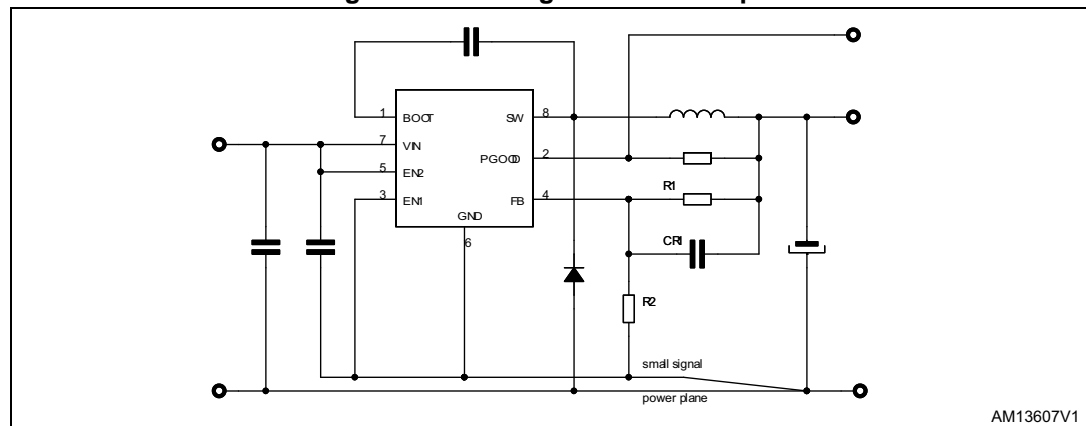 1 BOOT SW 8
7 VIN
PGOOD 2
5 EN2
R1
3 EN1 FB 4
GND
6
CR1
R2
small signal
power plane
AM13607V1